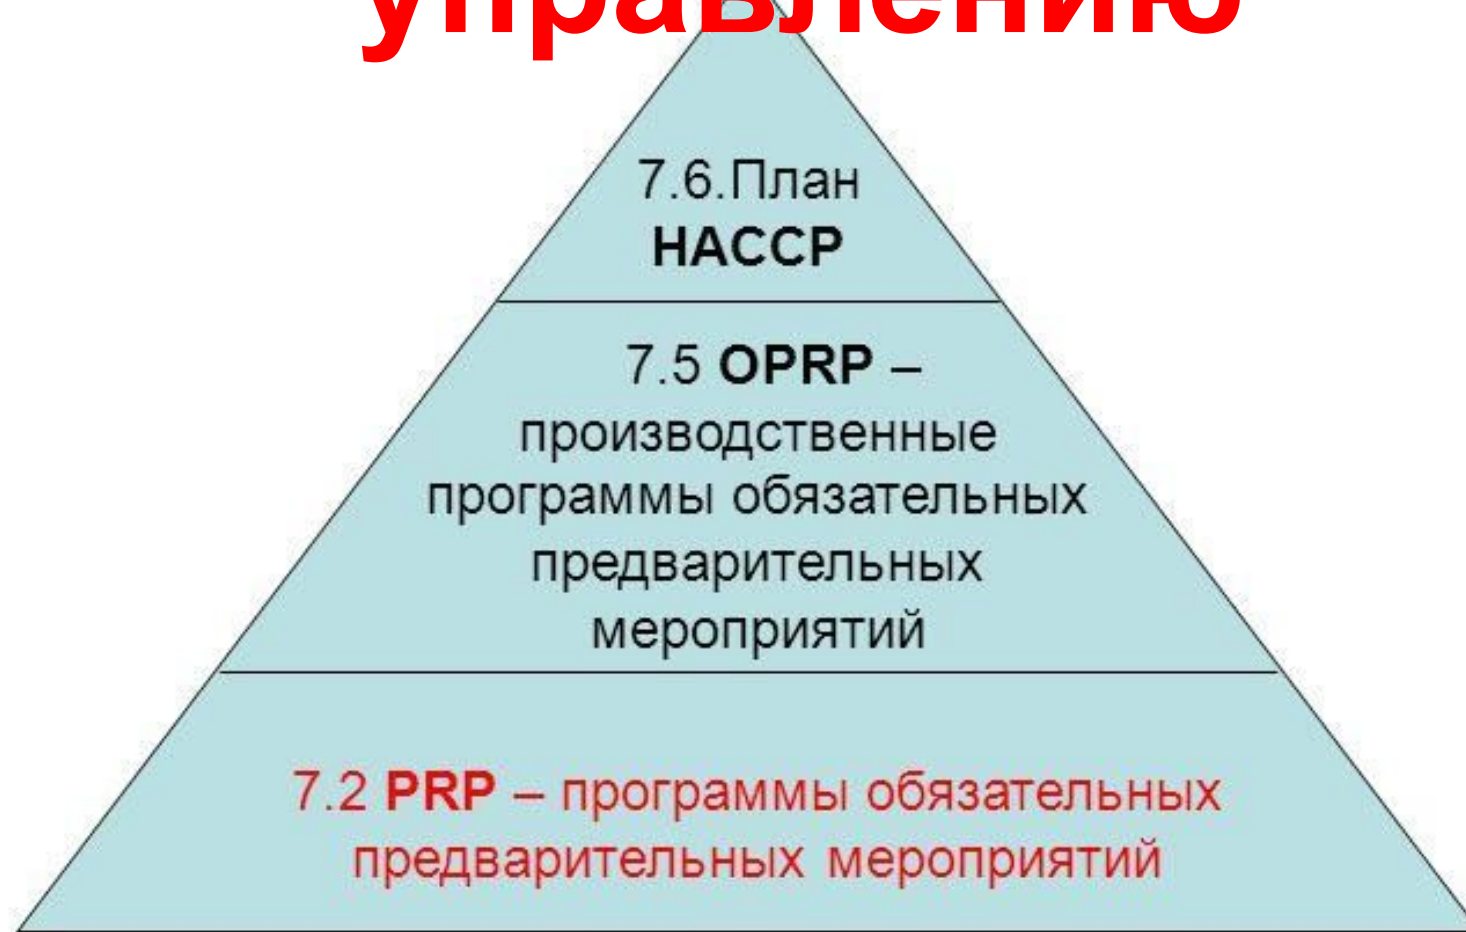 управлению
7.6.План
HACCP
7.5 OPRP –
производственные
программы обязательных
предварительных
мероприятий
7.2 PRP – программы обязательных
предварительных мероприятий